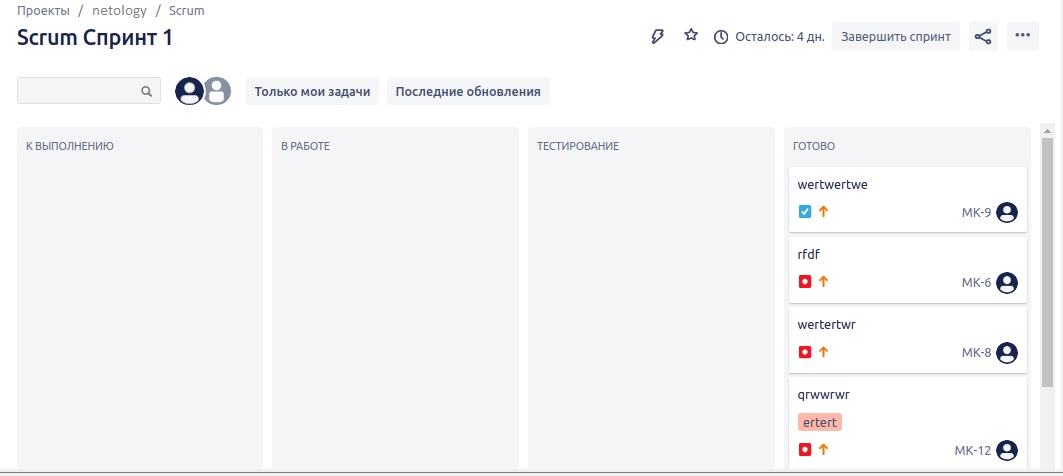 Проекты / netology / Scrum
Scrum Спринт 1
Осталось: 4 дн.
Завершить спринт
Только мои задачи
Последние обновления
К ВЫПОЛНЕНИЮ
В РАБОТЕ
ТЕСТИРОВАНИЕ
ГОТОВО
wertwertwe
MK-9
rfdf
MK-6
wertertwr
MK-8
qrwwrwr
ertert
MK-12